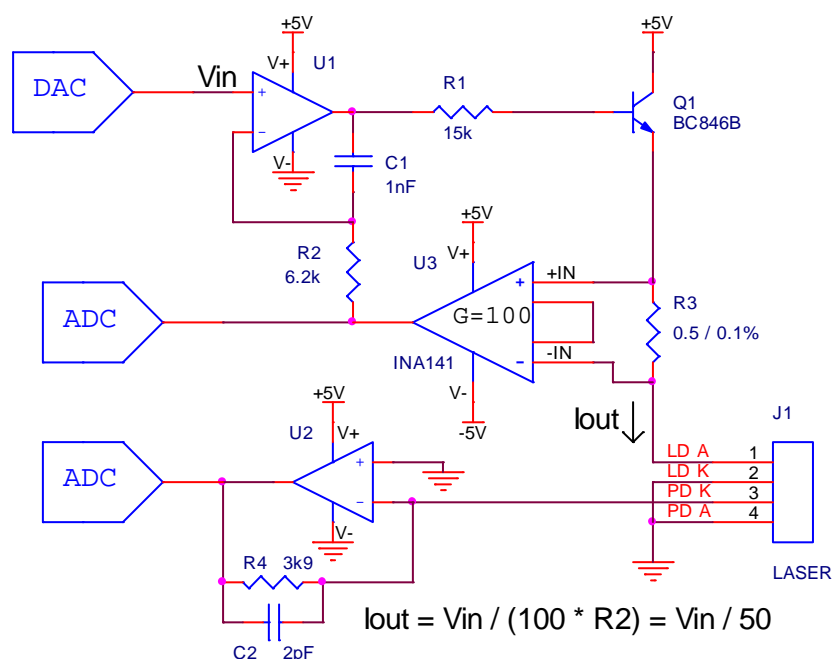 +5V
+5V
DAC
Vin
V+
U1
+
-
V-
R1
15k
Q1
BC846B
C1
1nF
+5V
R2
6.2k
V+
U3
+IN
+
ADC
G=100
R3
0.5 / 0.1%
-
-IN
INA141
V-
-5V
Iout
J1
+5V
U2
V+
ADC
+
-
V-
LD A 1
LD K 2
PD K 3
PD A 4
R4 3k9
LASER
C2 2pF
Iout = Vin / (100 * R2) = Vin / 50